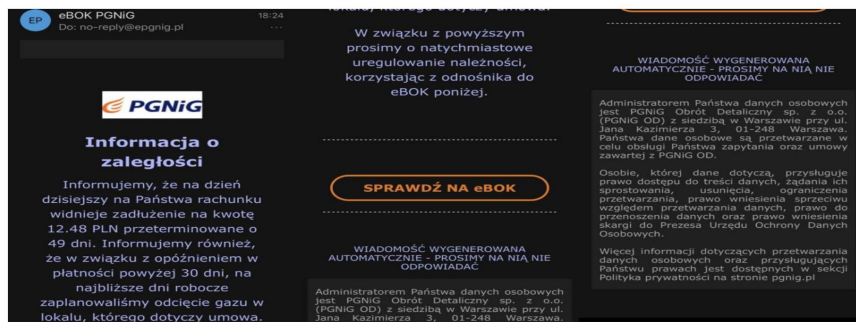 EP
eBOK PGNiG
18:24
Do: no-reply@epgnig.pl
...
PGNiG
Informacja o
zaległości
Informujemy, że na dzień
dzisiejszy na Państwa rachunku
widnieje zadłużenie na kwotę
12.48 PLN przeterminowane o
49 dni. Informujemy również,
że w związku z opóźnieniem w
płatności powyżej 30 dni, na
najbliższe dni robocze
zaplanowaliśmy odcięcie gazu w
lokalu, którego dotyczy umowa.
lokalu, którego dotyczy umowa.
W związku z powyższym
prosimy o natychmiastowe
uregulowanie należności,
korzystając z odnośnika do
eBOK poniżej.
SPRAWDŹ NA eBOK
WIADOMOŚĆ WYGENEROWANA
AUTOMATYCZNIE - PROSIMY NA NIĄ NIE
ODPOWIADAĆ
Administratorem Państwa danych osobowych
jest PGNiG Obrót Detaliczny sp. z o.o.
(PGNiG OD) z siedzibą w Warszawie przy ul.
Jana Kazimierza 3, 01-248 Warszawa.
WIADOMOŚĆ WYGENEROWANA
AUTOMATYCZNIE - PROSIMY NA NIĄ NIE
ODPOWIADAĆ
Administratorem Państwa danych osobowych
jest PGNiG Obrót Detaliczny sp. z o.o.
(PGNiG OD) z siedzibą w Warszawie przy ul.
Jana Kazimierza 3, 01-248 Warszawa.
Państwa dane osobowe są przetwarzane w
celu obsługi Państwa zapytania oraz umowy
zawartej z PGNiG OD.
Osobie, której dane dotyczą, przysługuje
prawo dostępu do treści danych, żądania ich
sprostowania, usunięcia, ograniczenia
przetwarzania, prawo wniesienia sprzeciwu
względem przetwarzania danych, prawo do
przenoszenia danych oraz prawo wniesienia
skargi do Prezesa Urzędu Ochrony Danych
Osobowych.
Więcej informacji dotyczących przetwarzania
danych osobowych oraz przysługujących
Państwu prawach jest dostępnych w sekcji
Polityka prywatności na stronie pgnig.pl